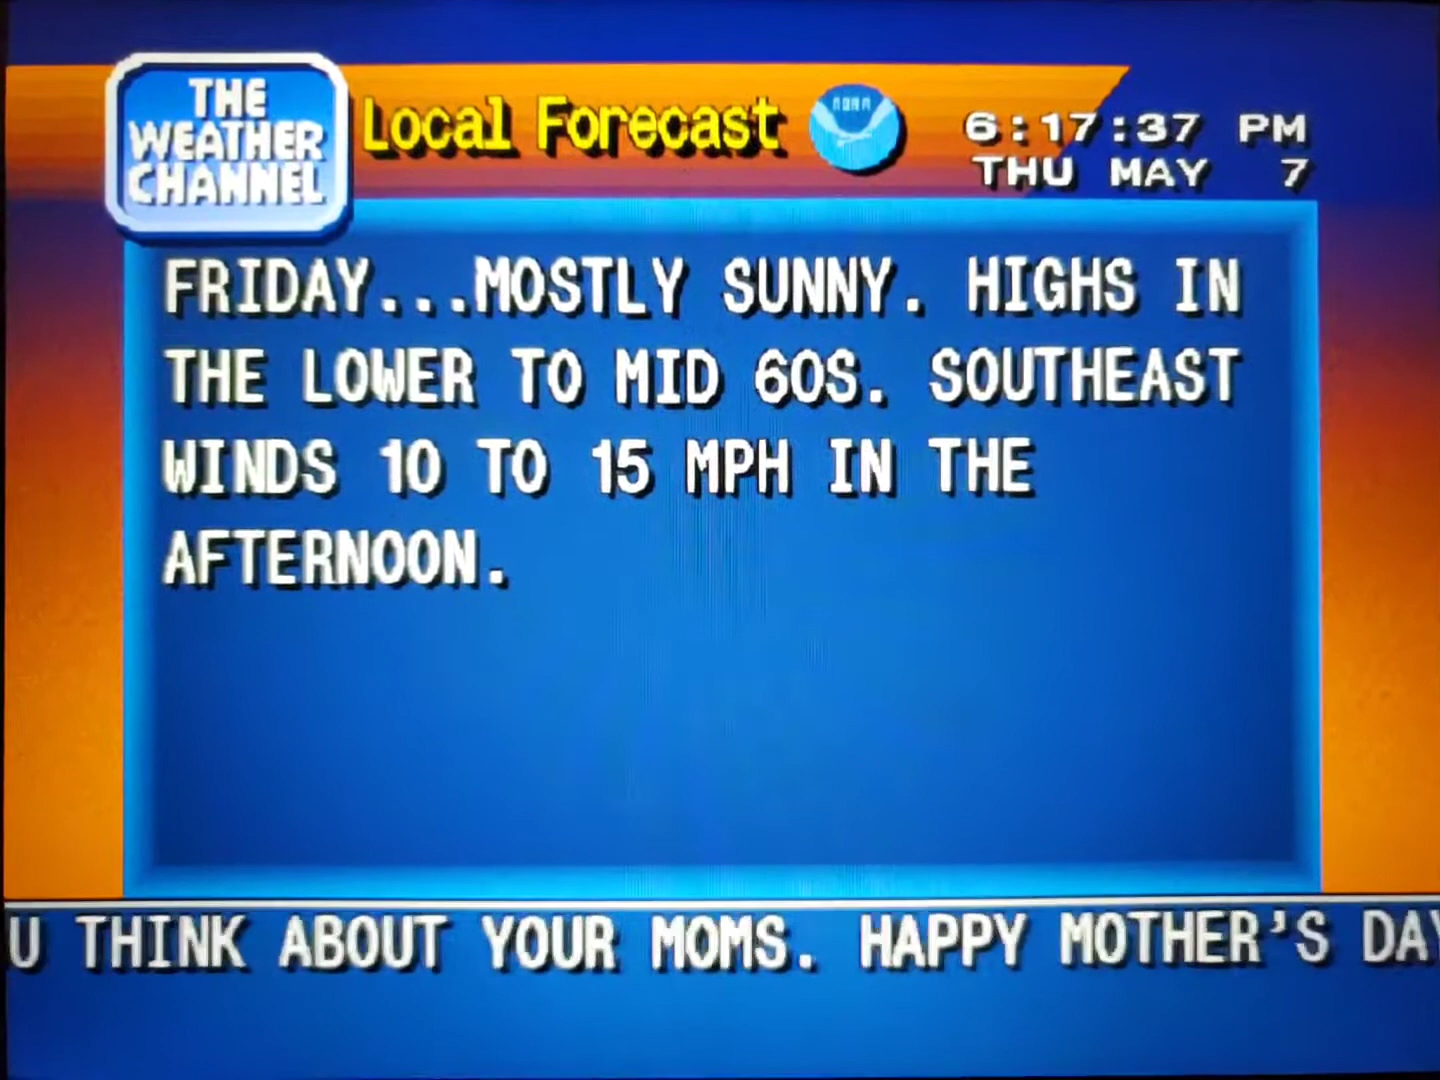 THE
WEATHER
CHANNEL
Local Forecast
NOAA
6:17:37 PM
THU MAY 7
FRIDAY...MOSTLY SUNNY. HIGHS IN
THE LOWER TO MID 60S. SOUTHEAST
WINDS 10 TO 15 MPH IN THE
AFTERNOON.
U THINK ABOUT YOUR MOMS. HAPPY MOTHER'S DAY